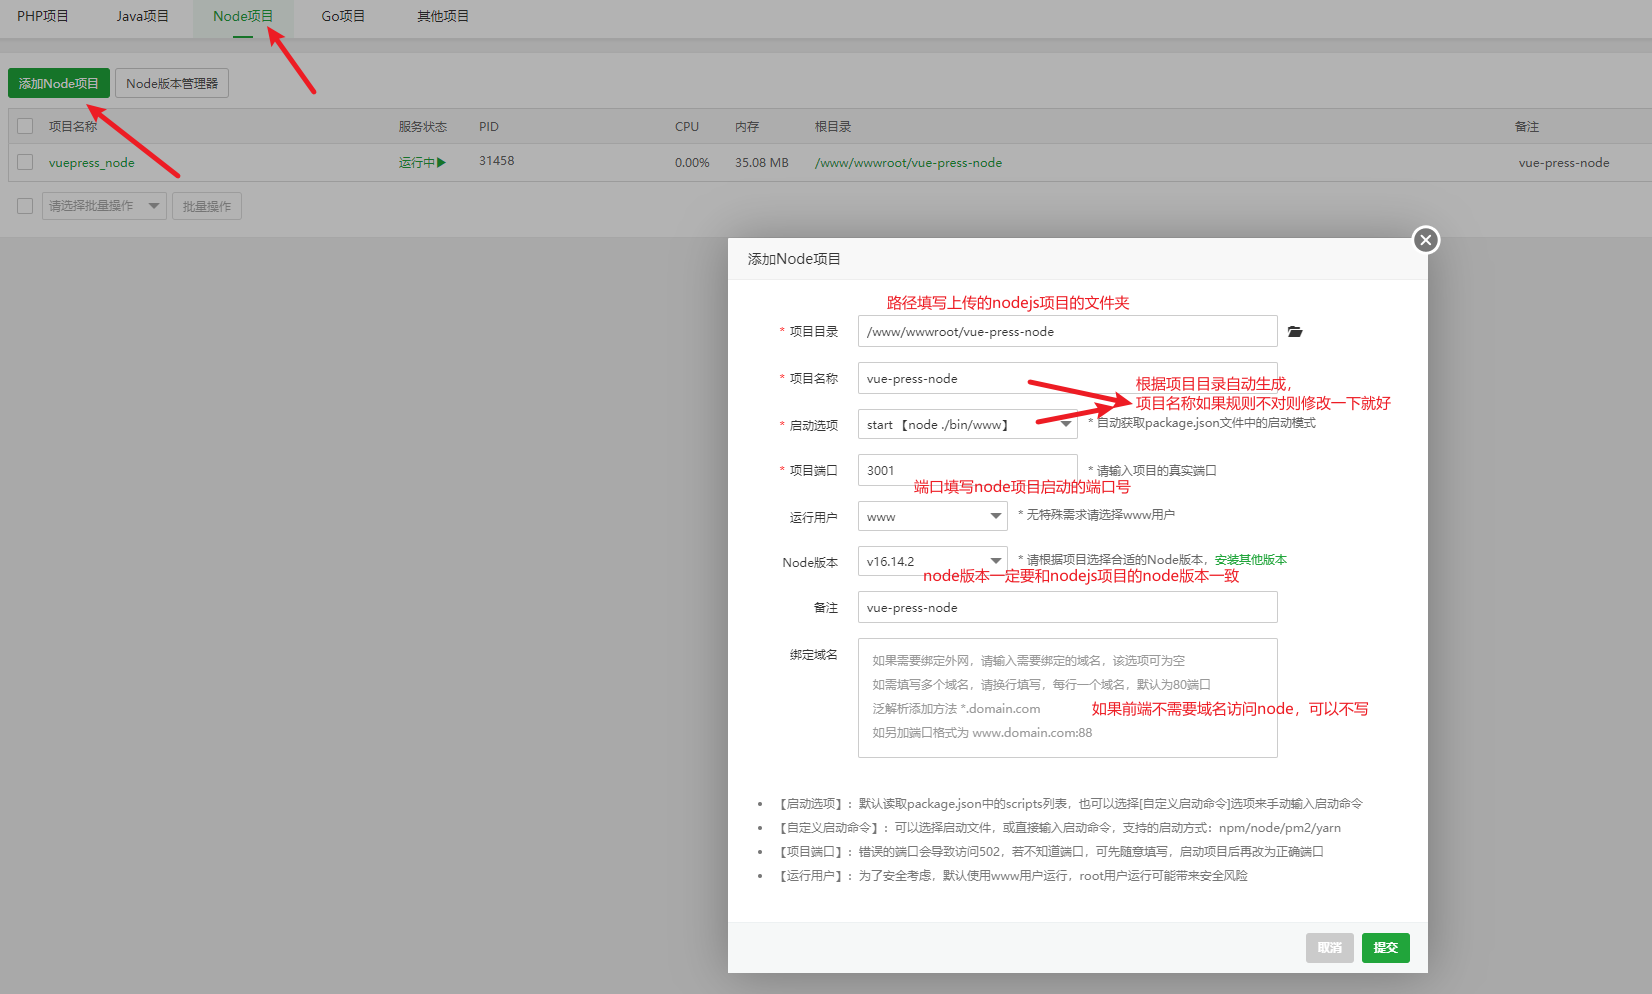 PHP项目 Java项目 Node项目 Go项目 其他项目
添加Node项目 Node版本管理器
项目名称 服务状态 PID CPU 内存 根目录 备注
vuepress_node 运行中 31458 0.00% 35.08 MB /www/wwwroot/vue-press-node vue-press-node
请选择批量操作 批量操作
添加Node项目
路径填写上传的nodejs项目的文件夹
* 项目目录 /www/wwwroot/vue-press-node
* 项目名称 vue-press-node
根据项目目录自动生成，
项目名称如果规则不对则修改一下就好
* 启动选项 start 【node ./bin/www】 * 自动获取package.json文件中的启动模式
* 项目端口 3001 * 请输入项目的真实端口
端口填写node项目启动的端口号
运行用户 www * 无特殊需求请选择www用户
Node版本 v16.14.2 * 请根据项目选择合适的Node版本，安装其他版本
node版本一定要和nodejs项目的node版本一致
备注 vue-press-node
绑定域名 如果需要绑定外网，请输入需要绑定的域名，该选项可为空
如需填写多个域名，请换行填写，每行一个域名，默认为80端口
泛解析添加方法 *.domain.com
如果前端不需要域名访问node，可以不写
如另加端口格式为 www.domain.com:88
【启动选项】：默认读取package.json中的scripts列表，也可以选择[自定义启动命令]选项来手动输入启动命令
【自定义启动命令】：可以选择启动文件，或直接输入启动命令，支持的启动方式：npm/node/pm2/yarn
【项目端口】：错误的端口会导致访问502，若不知道端口，可先随意填写，启动项目后再改为正确端口
【运行用户】：为了安全考虑，默认使用www用户运行，root用户运行可能带来安全风险
取消 提交